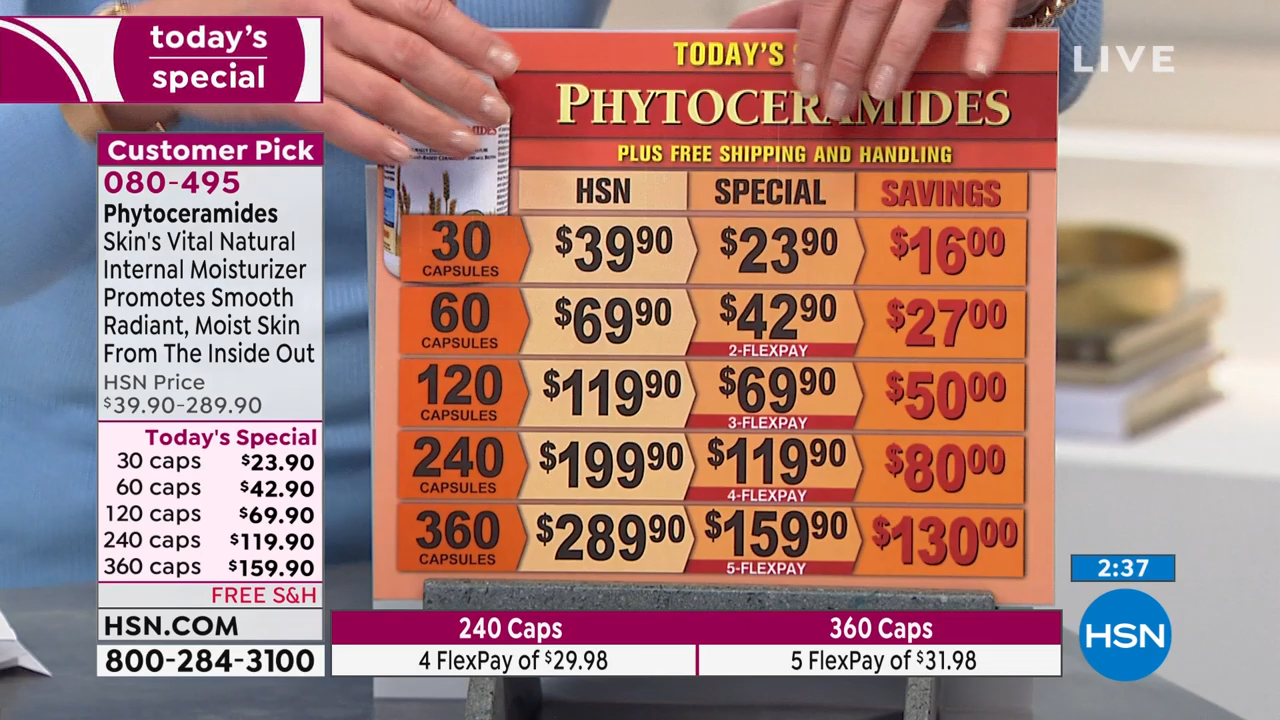 today's
special
Customer Pick
080-495
Phytoceramides
Skin's Vital Natural
Internal Moisturizer
Promotes Smooth
Radiant, Moist Skin
From The Inside Out
HSN Price
$39.90-289.90
Today's Special
30 caps $23.90
60 caps $42.90
120 caps $69.90
240 caps $119.90
360 caps $159.90
FREE S&H
HSN.COM
800-284-3100
LIVE
TODAY'S S
PHYTOCERAMIDES
PLUS FREE SHIPPING AND HANDLING
HSN SPECIAL SAVINGS
30 CAPSULES $39.90 $23.90 $16.00
60 CAPSULES $69.90 $42.90 $27.00
2-FLEXPAY
120 CAPSULES $119.90 $69.90 $50.00
3-FLEXPAY
240 CAPSULES $199.90 $119.90 $80.00
4-FLEXPAY
360 CAPSULES $289.90 $159.90 $130.00
5-FLEXPAY
240 Caps 360 Caps
4 FlexPay of $29.98 5 FlexPay of $31.98
2:37
HSN